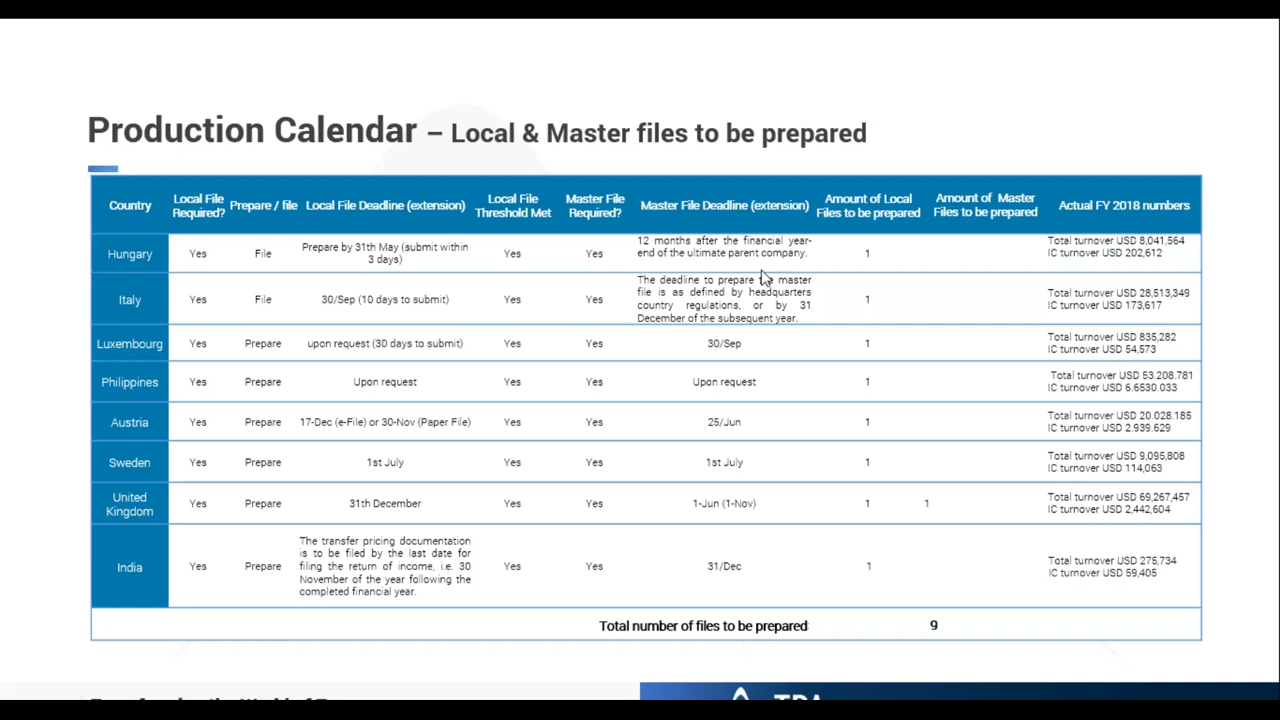 Production Calendar – Local & Master files to be prepared
Country
Local File
Required?
Prepare / file
Local File Deadline (extension)
Local File
Threshold Met
Master File
Required?
Master File Deadline (extension)
Amount of Local
Files to be prepared
Amount of Master
Files to be prepared
Actual FY 2018 numbers
Hungary
Yes
File
Prepare by 31th May (submit within
3 days)
Yes
Yes
12 months after the financial year-
end of the ultimate parent company.
1
Total turnover USD 8,041,564
IC turnover USD 202,612
Italy
Yes
File
30/Sep (10 days to submit)
Yes
Yes
The deadline to prepare the master
file is as defined by headquarters
country regulations, or by 31
December of the subsequent year.
1
Total turnover USD 28,513,349
IC turnover USD 173,617
Luxembourg
Yes
Prepare
upon request (30 days to submit)
Yes
Yes
30/Sep
1
Total turnover USD 835,282
IC turnover USD 54,573
Philippines
Yes
Prepare
Upon request
Yes
Yes
Upon request
1
Total turnover USD 53.208.781
IC turnover USD 6.6530.033
Austria
Yes
Prepare
17-Dec (e-File) or 30-Nov (Paper File)
Yes
Yes
25/Jun
1
Total turnover USD 20.028.185
IC turnover USD 2.939.629
Sweden
Yes
Prepare
1st July
Yes
Yes
1st July
1
Total turnover USD 9,095,808
IC turnover USD 114,063
United
Kingdom
Yes
Prepare
31th December
Yes
Yes
1-Jun (1-Nov)
1
1
Total turnover USD 69,267,457
IC turnover USD 2,442,604
India
Yes
Prepare
The transfer pricing documentation
is to be filed by the last date for
filing the return of income, i.e. 30
November of the year following the
completed financial year.
Yes
Yes
31/Dec
1
Total turnover USD 275,734
IC turnover USD 59,405
Total number of files to be prepared
9